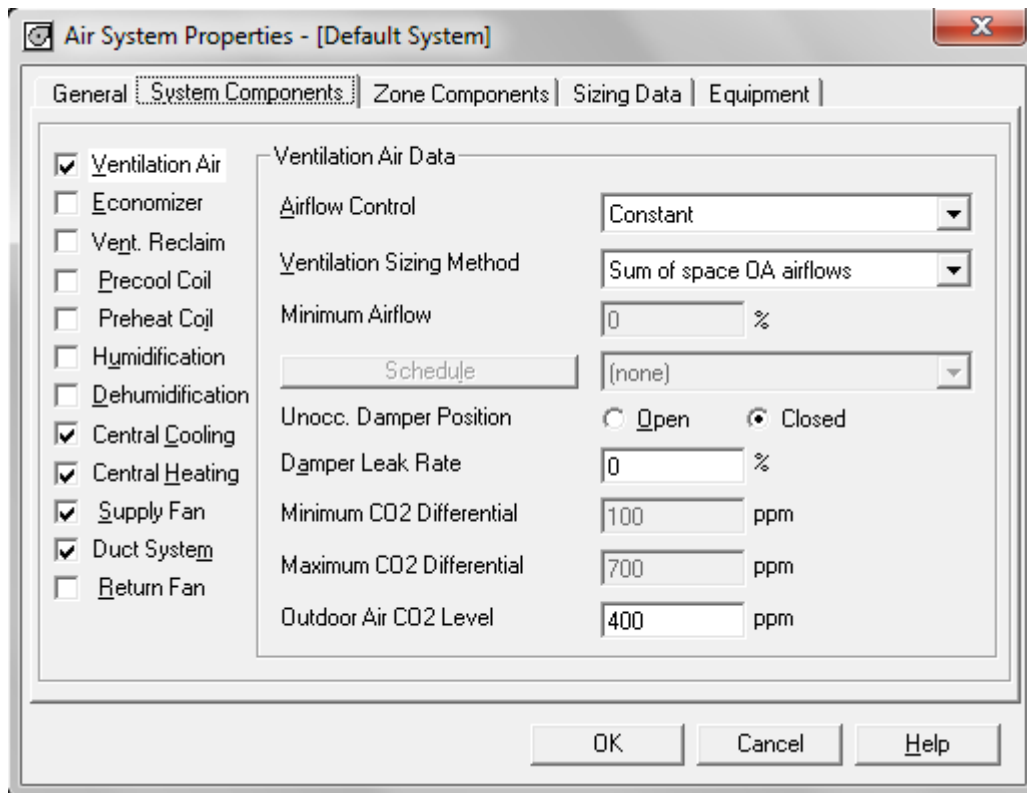 Air System Properties - [Default System]
General System Components Zone Components Sizing Data Equipment
Ventilation Air
Economizer
Vent. Reclaim
Precool Coil
Preheat Coil
Humidification
Dehumidification
Central Cooling
Central Heating
Supply Fan
Duct System
Return Fan
Ventilation Air Data
Airflow Control Constant
Ventilation Sizing Method Sum of space OA airflows
Minimum Airflow 0 %
Schedule (none)
Unocc. Damper Position Open Closed
Damper Leak Rate 0 %
Minimum CO2 Differential 100 ppm
Maximum CO2 Differential 700 ppm
Outdoor Air CO2 Level 400 ppm
OK Cancel Help